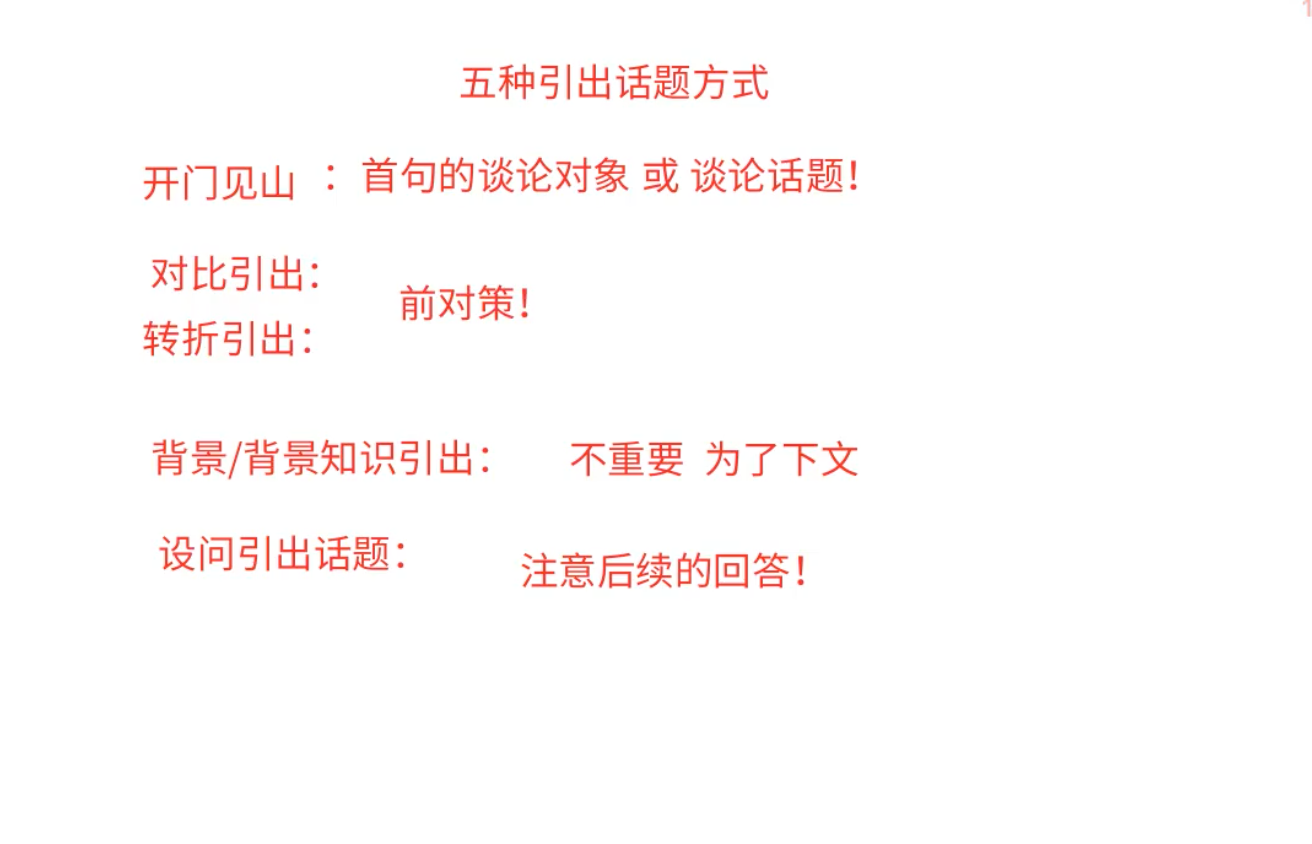 五种引出话题方式
开门见山 ：首句的谈论对象 或 谈论话题！
对比引出：
前对策！
转折引出：
背景/背景知识引出： 不重要 为了下文
设问引出话题： 注意后续的回答！